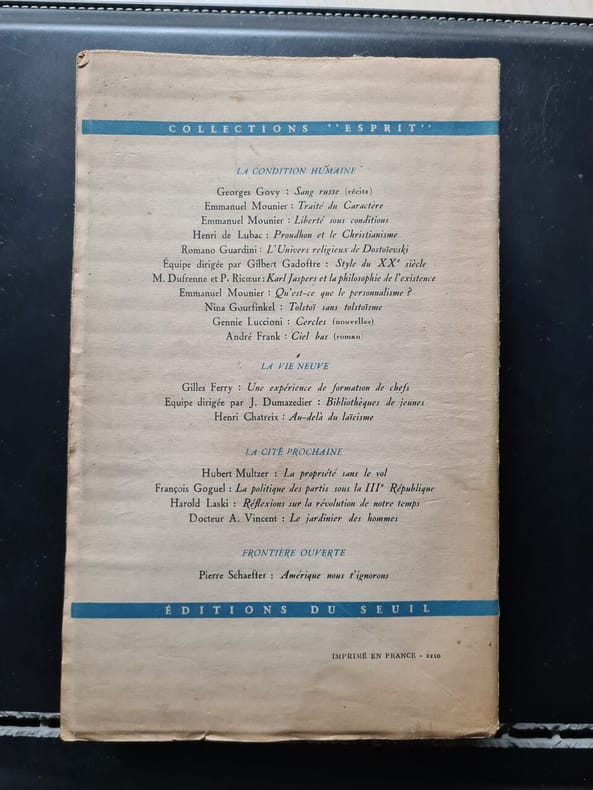 COLLECTIONS "ESPRIT"
LA CONDITION HUMAINE
Georges Govy : Sang russe (récits)
Emmanuel Mounier : Traité du Caractère
Emmanuel Mounier : Liberté sous conditions
Henri de Lubac : Proudhon et le Christianisme
Romano Guardini : L'Univers religieux de Dostoïevski
Équipe dirigée par Gilbert Gadoffre : Style du XXe siècle
M. Dufrenne et P. Ricœur : Karl Jaspers et la philosophie de l'existence
Emmanuel Mounier : Qu'est-ce que le personnalisme ?
Nina Gourfinkel : Tolstoï sans tolstoïsme
Gennie Luccioni : Cercles (nouvelles)
André Frank : Ciel bas (roman)
LA VIE NEUVE
Gilles Ferry : Une expérience de formation de chefs
Equipe dirigée par J. Dumazedier : Bibliothèques de jeunes
Henri Chatreix : Au-delà du laïcisme
LA CITÉ PROCHAINE
Hubert Multzer : La propriété sans le vol
François Goguel : La politique des partis sous la IIIe République
Harold Laski : Réflexions sur la révolution de notre temps
Docteur A. Vincent : Le jardinier des hommes
FRONTIÈRE OUVERTE
Pierre Schaeffer : Amérique nous t'ignorons
ÉDITIONS DU SEUIL
IMPRIMÉ EN FRANCE - 1210